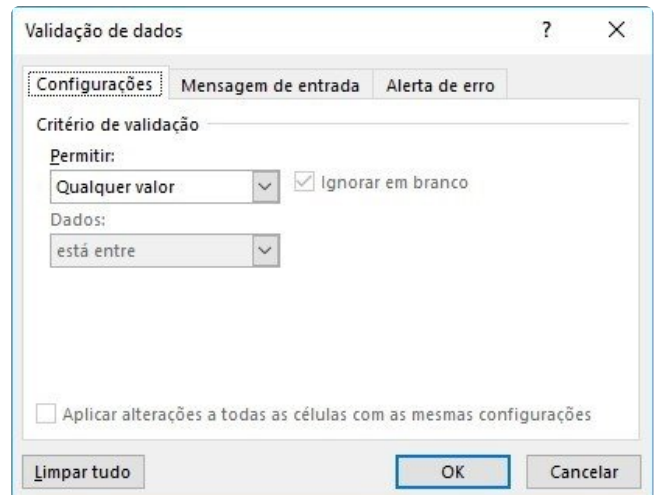 Validação de dados ?
Configurações Mensagem de entrada Alerta de erro
Critério de validação
Permitir:
Qualquer valor Ignorar em branco
Dados:
está entre
Aplicar alterações a todas as células com as mesmas configurações
Limpar tudo OK Cancelar